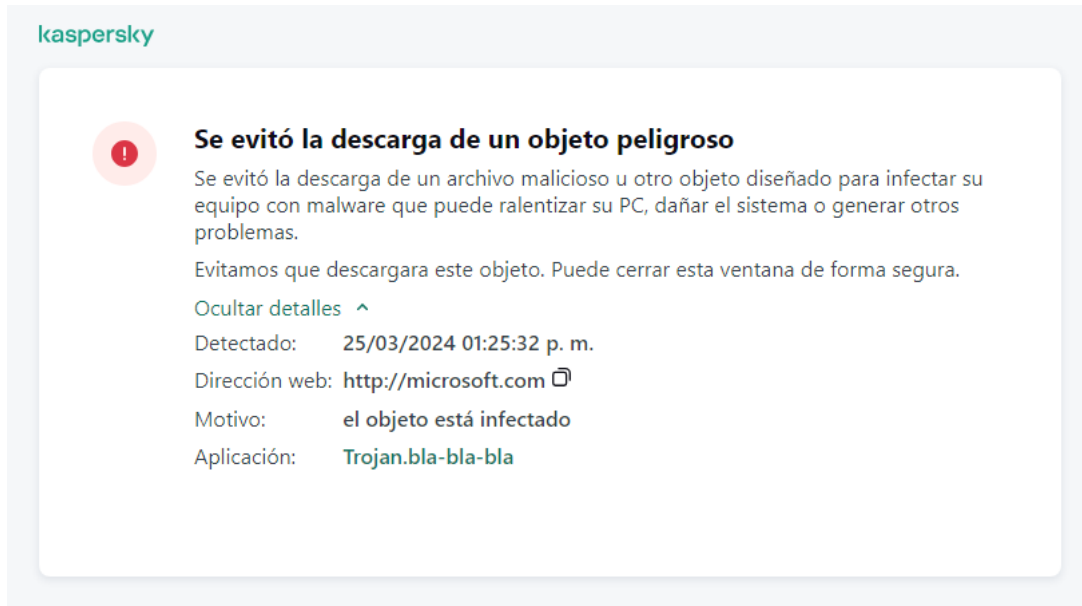 kaspersky
Se evitó la descarga de un objeto peligroso
Se evitó la descarga de un archivo malicioso u otro objeto diseñado para infectar su
equipo con malware que puede ralentizar su PC, dañar el sistema o generar otros
problemas.
Evitamos que descargara este objeto. Puede cerrar esta ventana de forma segura.
Ocultar detalles
Detectado: 25/03/2024 01:25:32 p. m.
Dirección web: http://microsoft.com
Motivo: el objeto está infectado
Aplicación: Trojan.bla-bla-bla